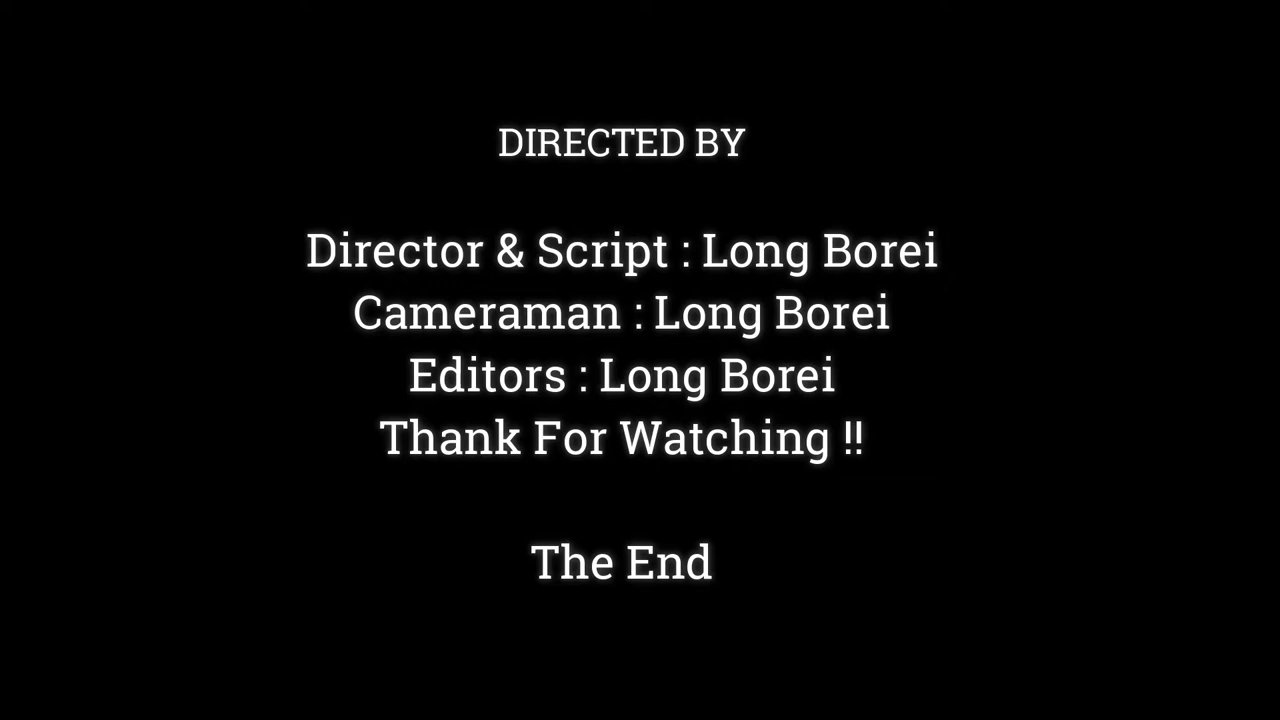 DIRECTED BY
Director & Script : Long Borei
Cameraman : Long Borei
Editors : Long Borei
Thank For Watching !!
The End